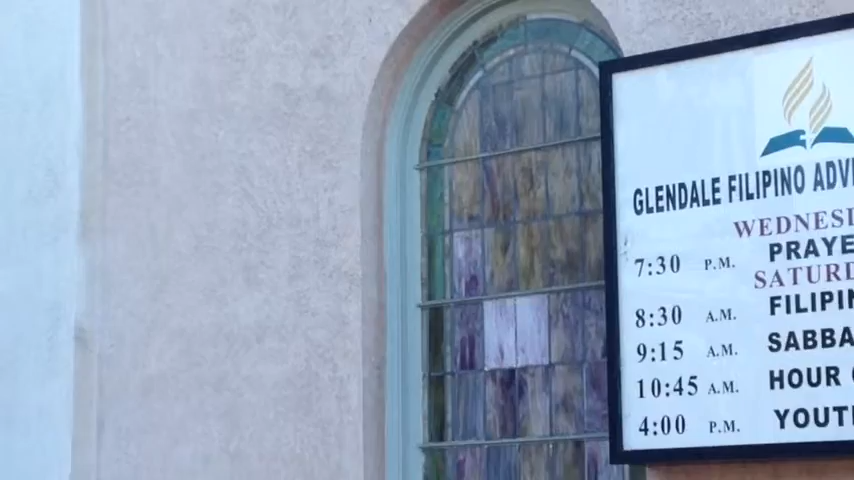 GLENDALE FILIPINO ADV
WEDNES
7:30 P.M. PRAYE
SATURD
8:30 A.M. FILIPIN
9:15 A.M. SABBA
10:45 A.M. HOUR
4:00 P.M. YOUT